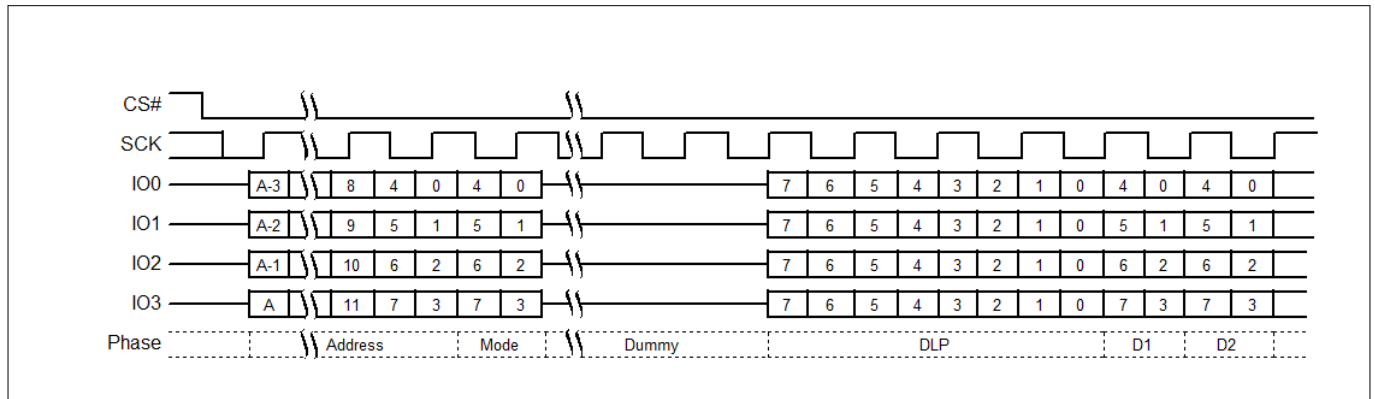 CS#
SCK
IO0 A-3 8 4 0 4 0 7 6 5 4 3 2 1 0 4 0 4 0
IO1 A-2 9 5 1 5 1 7 6 5 4 3 2 1 0 5 1 5 1
IO2 A-1 10 6 2 6 2 7 6 5 4 3 2 1 0 6 2 6 2
IO3 A 11 7 3 7 3 7 6 5 4 3 2 1 0 7 3 7 3
Phase Address Mode Dummy DLP D1 D2